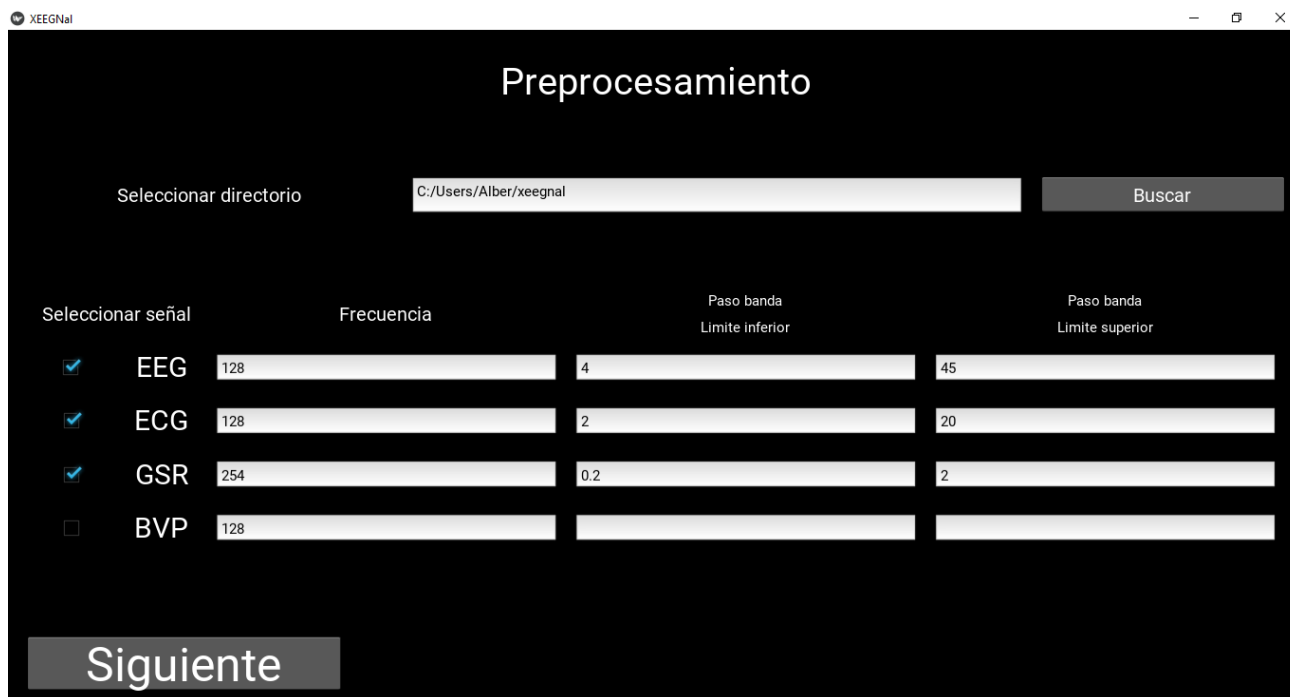 XEEGNal
Preprocesamiento
Seleccionar directorio C:/Users/Alber/xeegnal Buscar
Seleccionar señal Frecuencia Paso banda Limite inferior Paso banda Limite superior
EEG 128 4 45
ECG 128 2 20
GSR 254 0.2 2
BVP 128
Siguiente